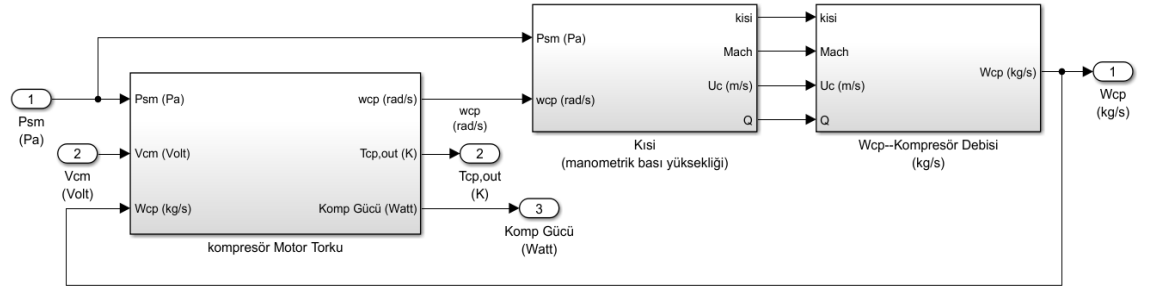 1
Psm
(Pa)
2
Vcm
(Volt)
Psm (Pa)
Vcm (Volt)
Wcp (kg/s)
wcp (rad/s)
Tcp,out (K)
Komp Gücü (Watt)
kompresör Motor Torku
wcp
(rad/s)
2
Tcp,out
(K)
3
Komp Gücü
(Watt)
Psm (Pa)
wcp (rad/s)
kisi
Mach
Uc (m/s)
Q
Kısi
(manometrik bası yüksekliği)
kisi
Mach
Uc (m/s)
Q
Wcp (kg/s)
Wcp--Kompresör Debisi
(kg/s)
1
Wcp
(kg/s)